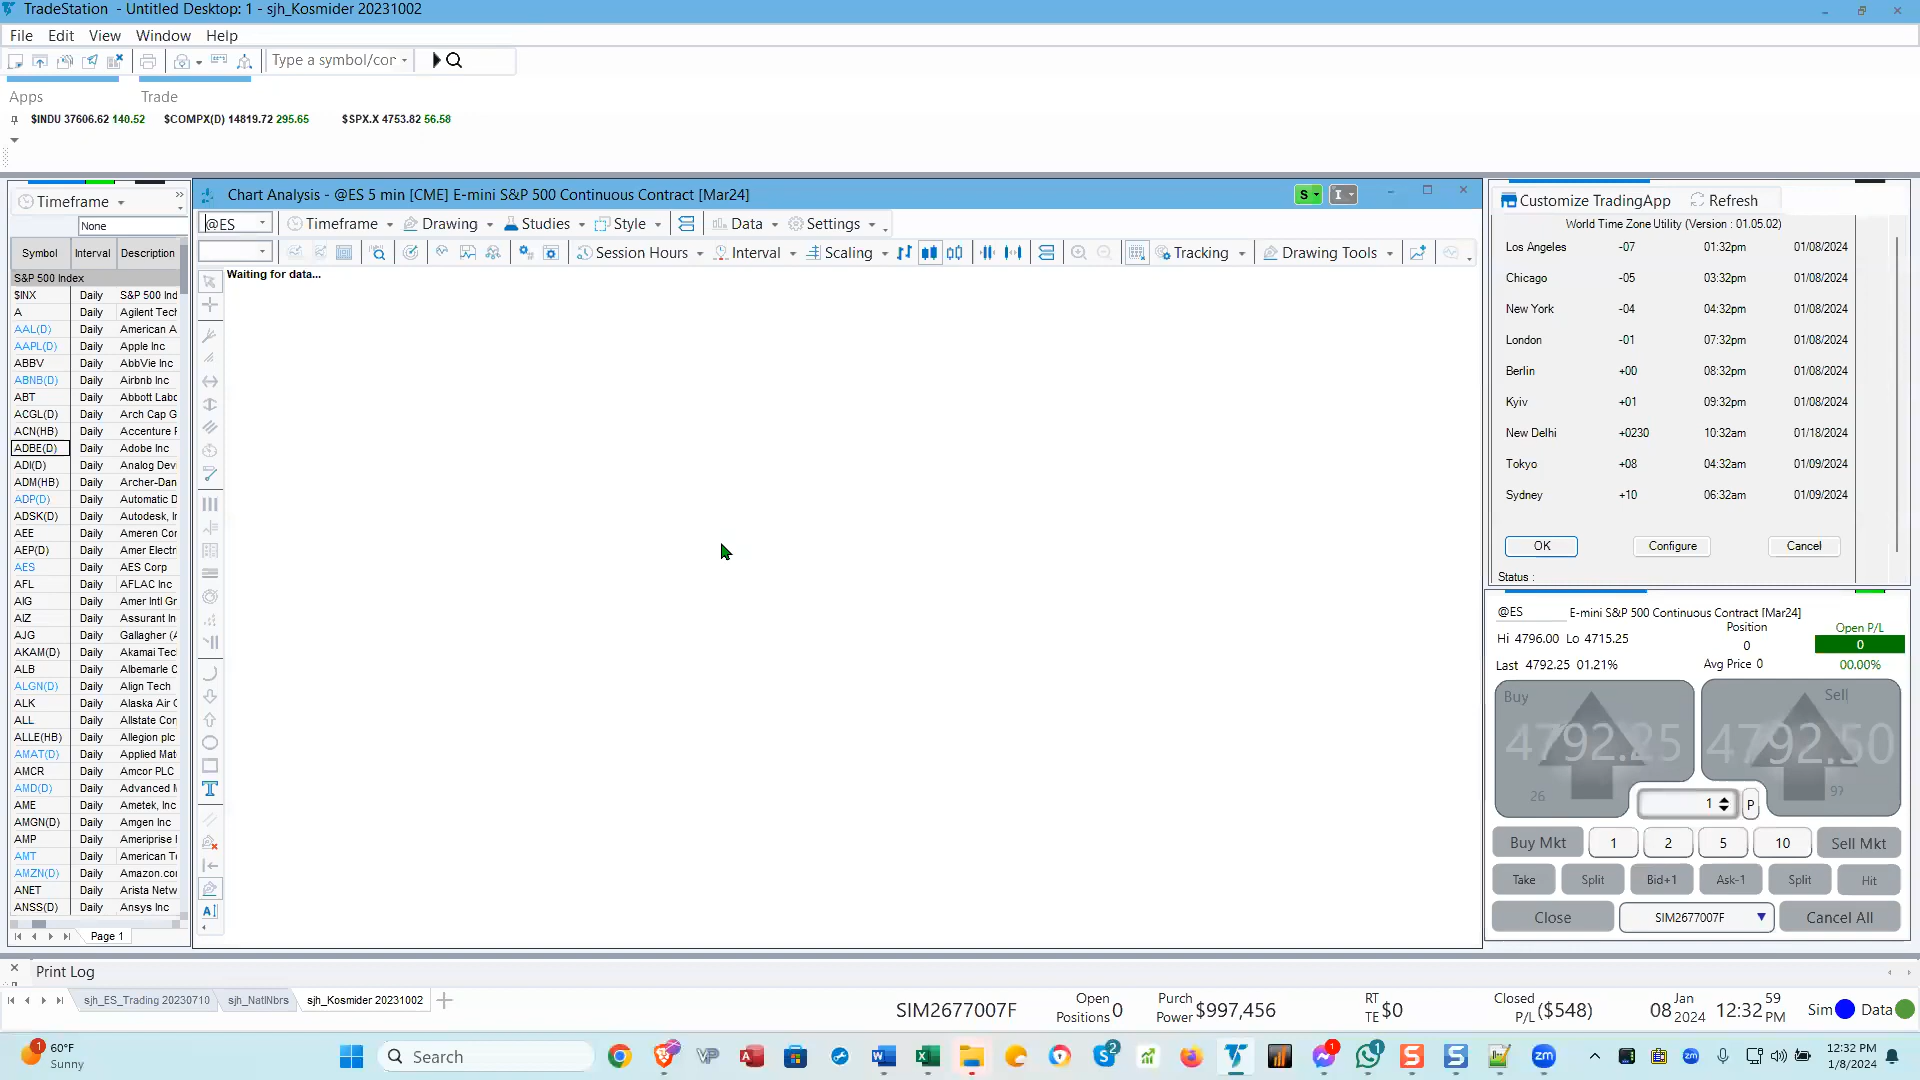 TradeStation - Untitled Desktop: 1 - sjh_Kosmider 20231002
File Edit View Window Help
Type a symbol/cor
Apps Trade
$INDU 37606.62 140.52 $COMPX(D) 14819.72 295.65 $SPX.X 4753.82 56.58
Timeframe
None
Symbol Interval Description
S&P 500 Index
$INX Daily S&P 500 Ind
A Daily Agilent Tech
AAL(D) Daily American A
AAPL(D) Daily Apple Inc
ABBV Daily AbbVie Inc
ABNB(D) Daily Airbnb Inc
ABT Daily Abbott Labo
ACGL(D) Daily Arch Cap G
ACN(HB) Daily Accenture F
ADBE(D) Daily Adobe Inc
ADI(D) Daily Analog Devi
ADM(HB) Daily Archer-Dan
ADP(D) Daily Automatic D
ADSK(D) Daily Autodesk, Ir
AEE Daily Ameren Cor
AEP(D) Daily Amer Electri
AES Daily AES Corp
AFL Daily AFLAC Inc
AIG Daily Amer Intl Gr
AIZ Daily Assurant In
AJG Daily Gallagher (A
AKAM(D) Daily Akamai Tec
ALB Daily Albemarle C
ALGN(D) Daily Align Tech
ALK Daily Alaska Air G
ALL Daily Allstate Corp
ALLE(HB) Daily Allegion plc
AMAT(D) Daily Applied Mat
AMCR Daily Amcor PLC
AMD(D) Daily Advanced M
AME Daily Ametek, Inc
AMGN(D) Daily Amgen Inc
AMP Daily Ameriprise F
AMT Daily American To
AMZN(D) Daily Amazon.cor
ANET Daily Arista Netw
ANSS(D) Daily Ansys Inc
Page 1
Chart Analysis - @ES 5 min [CME] E-mini S&P 500 Continuous Contract [Mar24]
S I
@ES Timeframe Drawing Studies Style Data Settings
Session Hours Interval Scaling Tracking Drawing Tools
Waiting for data...
Customize TradingApp Refresh
World Time Zone Utility (Version : 01.05.02)
Los Angeles -07 01:32pm 01/08/2024
Chicago -05 03:32pm 01/08/2024
New York -04 04:32pm 01/08/2024
London -01 07:32pm 01/08/2024
Berlin +00 08:32pm 01/08/2024
Kyiv +01 09:32pm 01/08/2024
New Delhi +0230 10:32am 01/18/2024
Tokyo +08 04:32am 01/09/2024
Sydney +10 06:32am 01/09/2024
OK Configure Cancel
Status :
@ES E-mini S&P 500 Continuous Contract [Mar24]
Position Open P/L
Hi 4796.00 Lo 4715.25 0 0
Last 4792.25 01.21% Avg Price 0 00.00%
Buy Sell
4792.25 4792.50
26
1 P
Buy Mkt 1 2 5 10 Sell Mkt
Take Split Bid+1 Ask-1 Split Hit
Close SIM2677007F Cancel All
Print Log
sjh_ES_Trading 20230710 sjh_NatlNbrs sjh_Kosmider 20231002
SIM2677007F Open Positions 0 Purch Power $997,456 RT TE $0 Closed P/L ($548) 08 Jan 2024 12:32 59 PM Sim Data
60°F
Sunny
Search
12:32 PM
1/8/2024